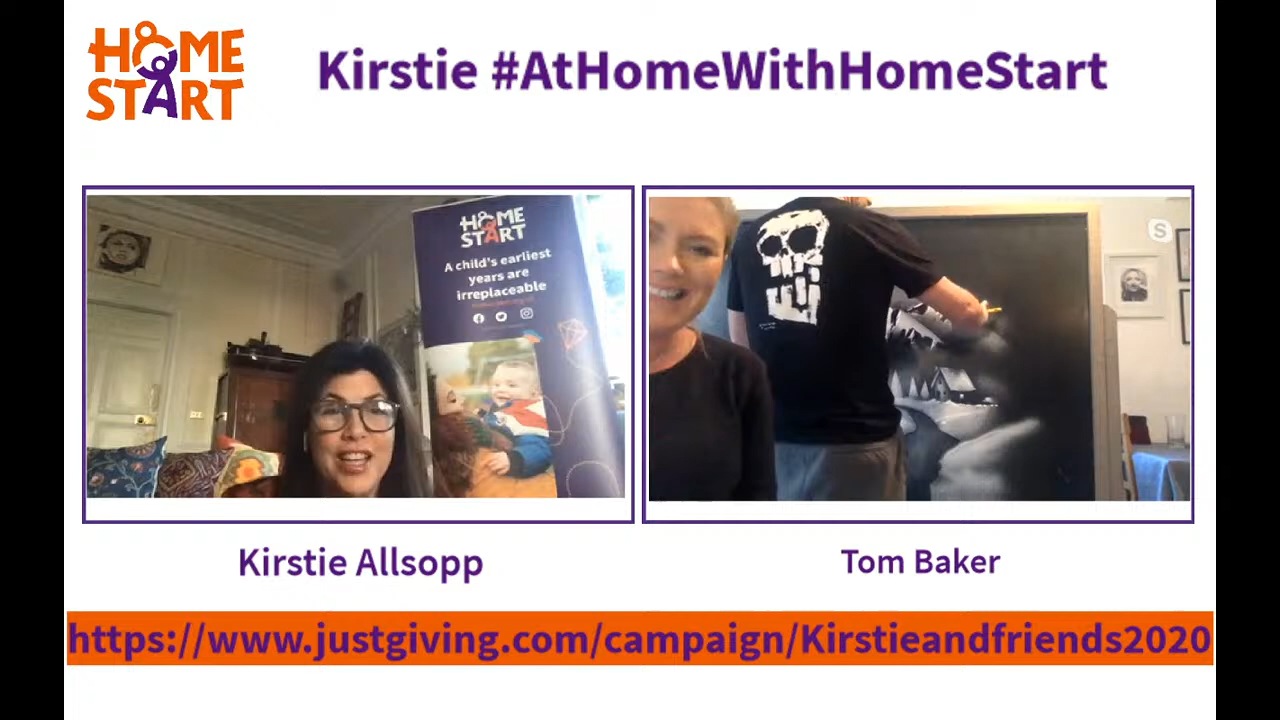 HOME
START
Kirstie #AtHomeWithHomeStart
HOME
START
A child's earliest
years are
irreplaceable
S
Kirstie Allsopp
Tom Baker
https://www.justgiving.com/campaign/Kirstieandfriends2020